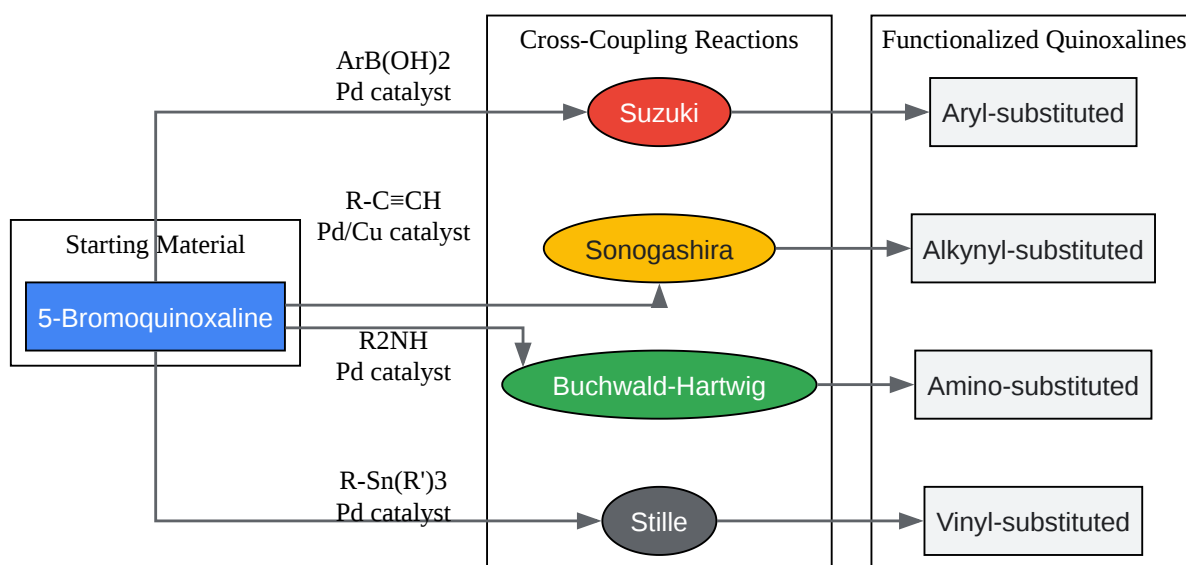 Cross-Coupling Reactions
Functionalized Quinoxalines
ArB(OH)2
Pd catalyst
Suzuki
Aryl-substituted
R-C≡CH
Pd/Cu catalyst
Starting Material
Sonogashira
Alkynyl-substituted
5-Bromoquinoxaline
R2NH
Pd catalyst
Buchwald-Hartwig
Amino-substituted
R-Sn(R')3
Pd catalyst
Stille
Vinyl-substituted